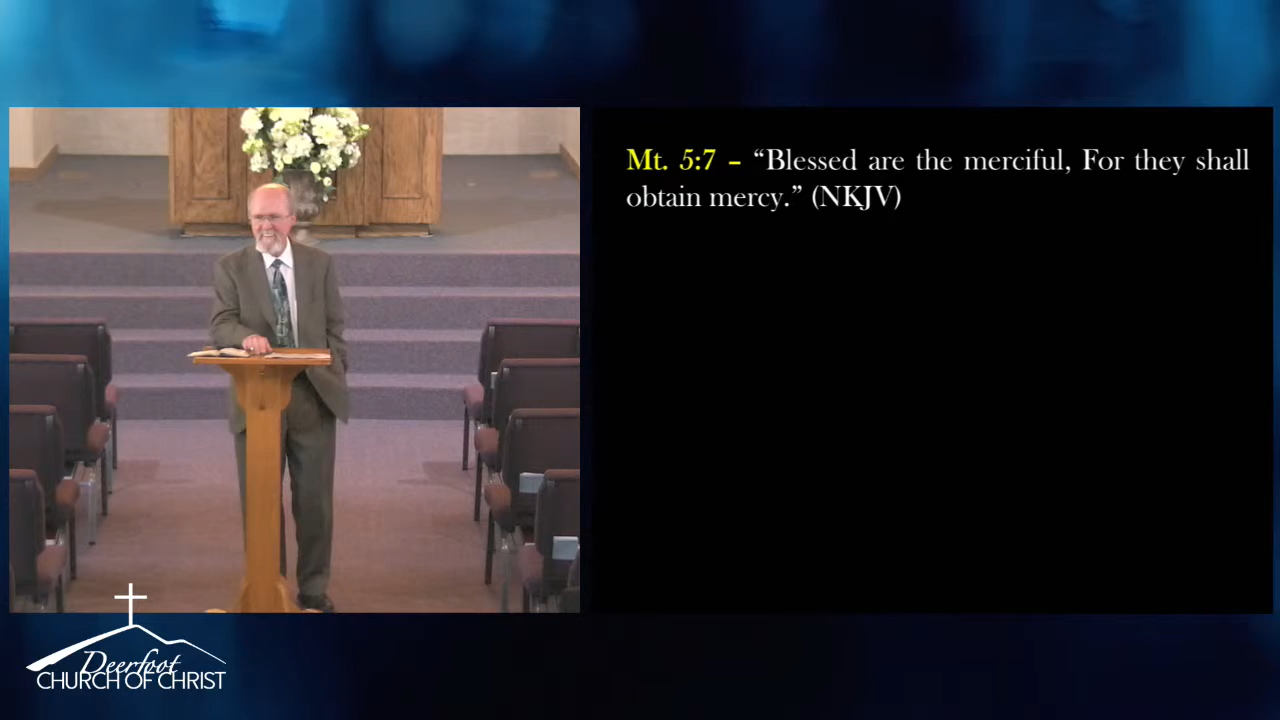 Mt. 5:7 – “Blessed are the merciful, For they shall
obtain mercy.” (NKJV)
Deerfoot
CHURCH OF CHRIST